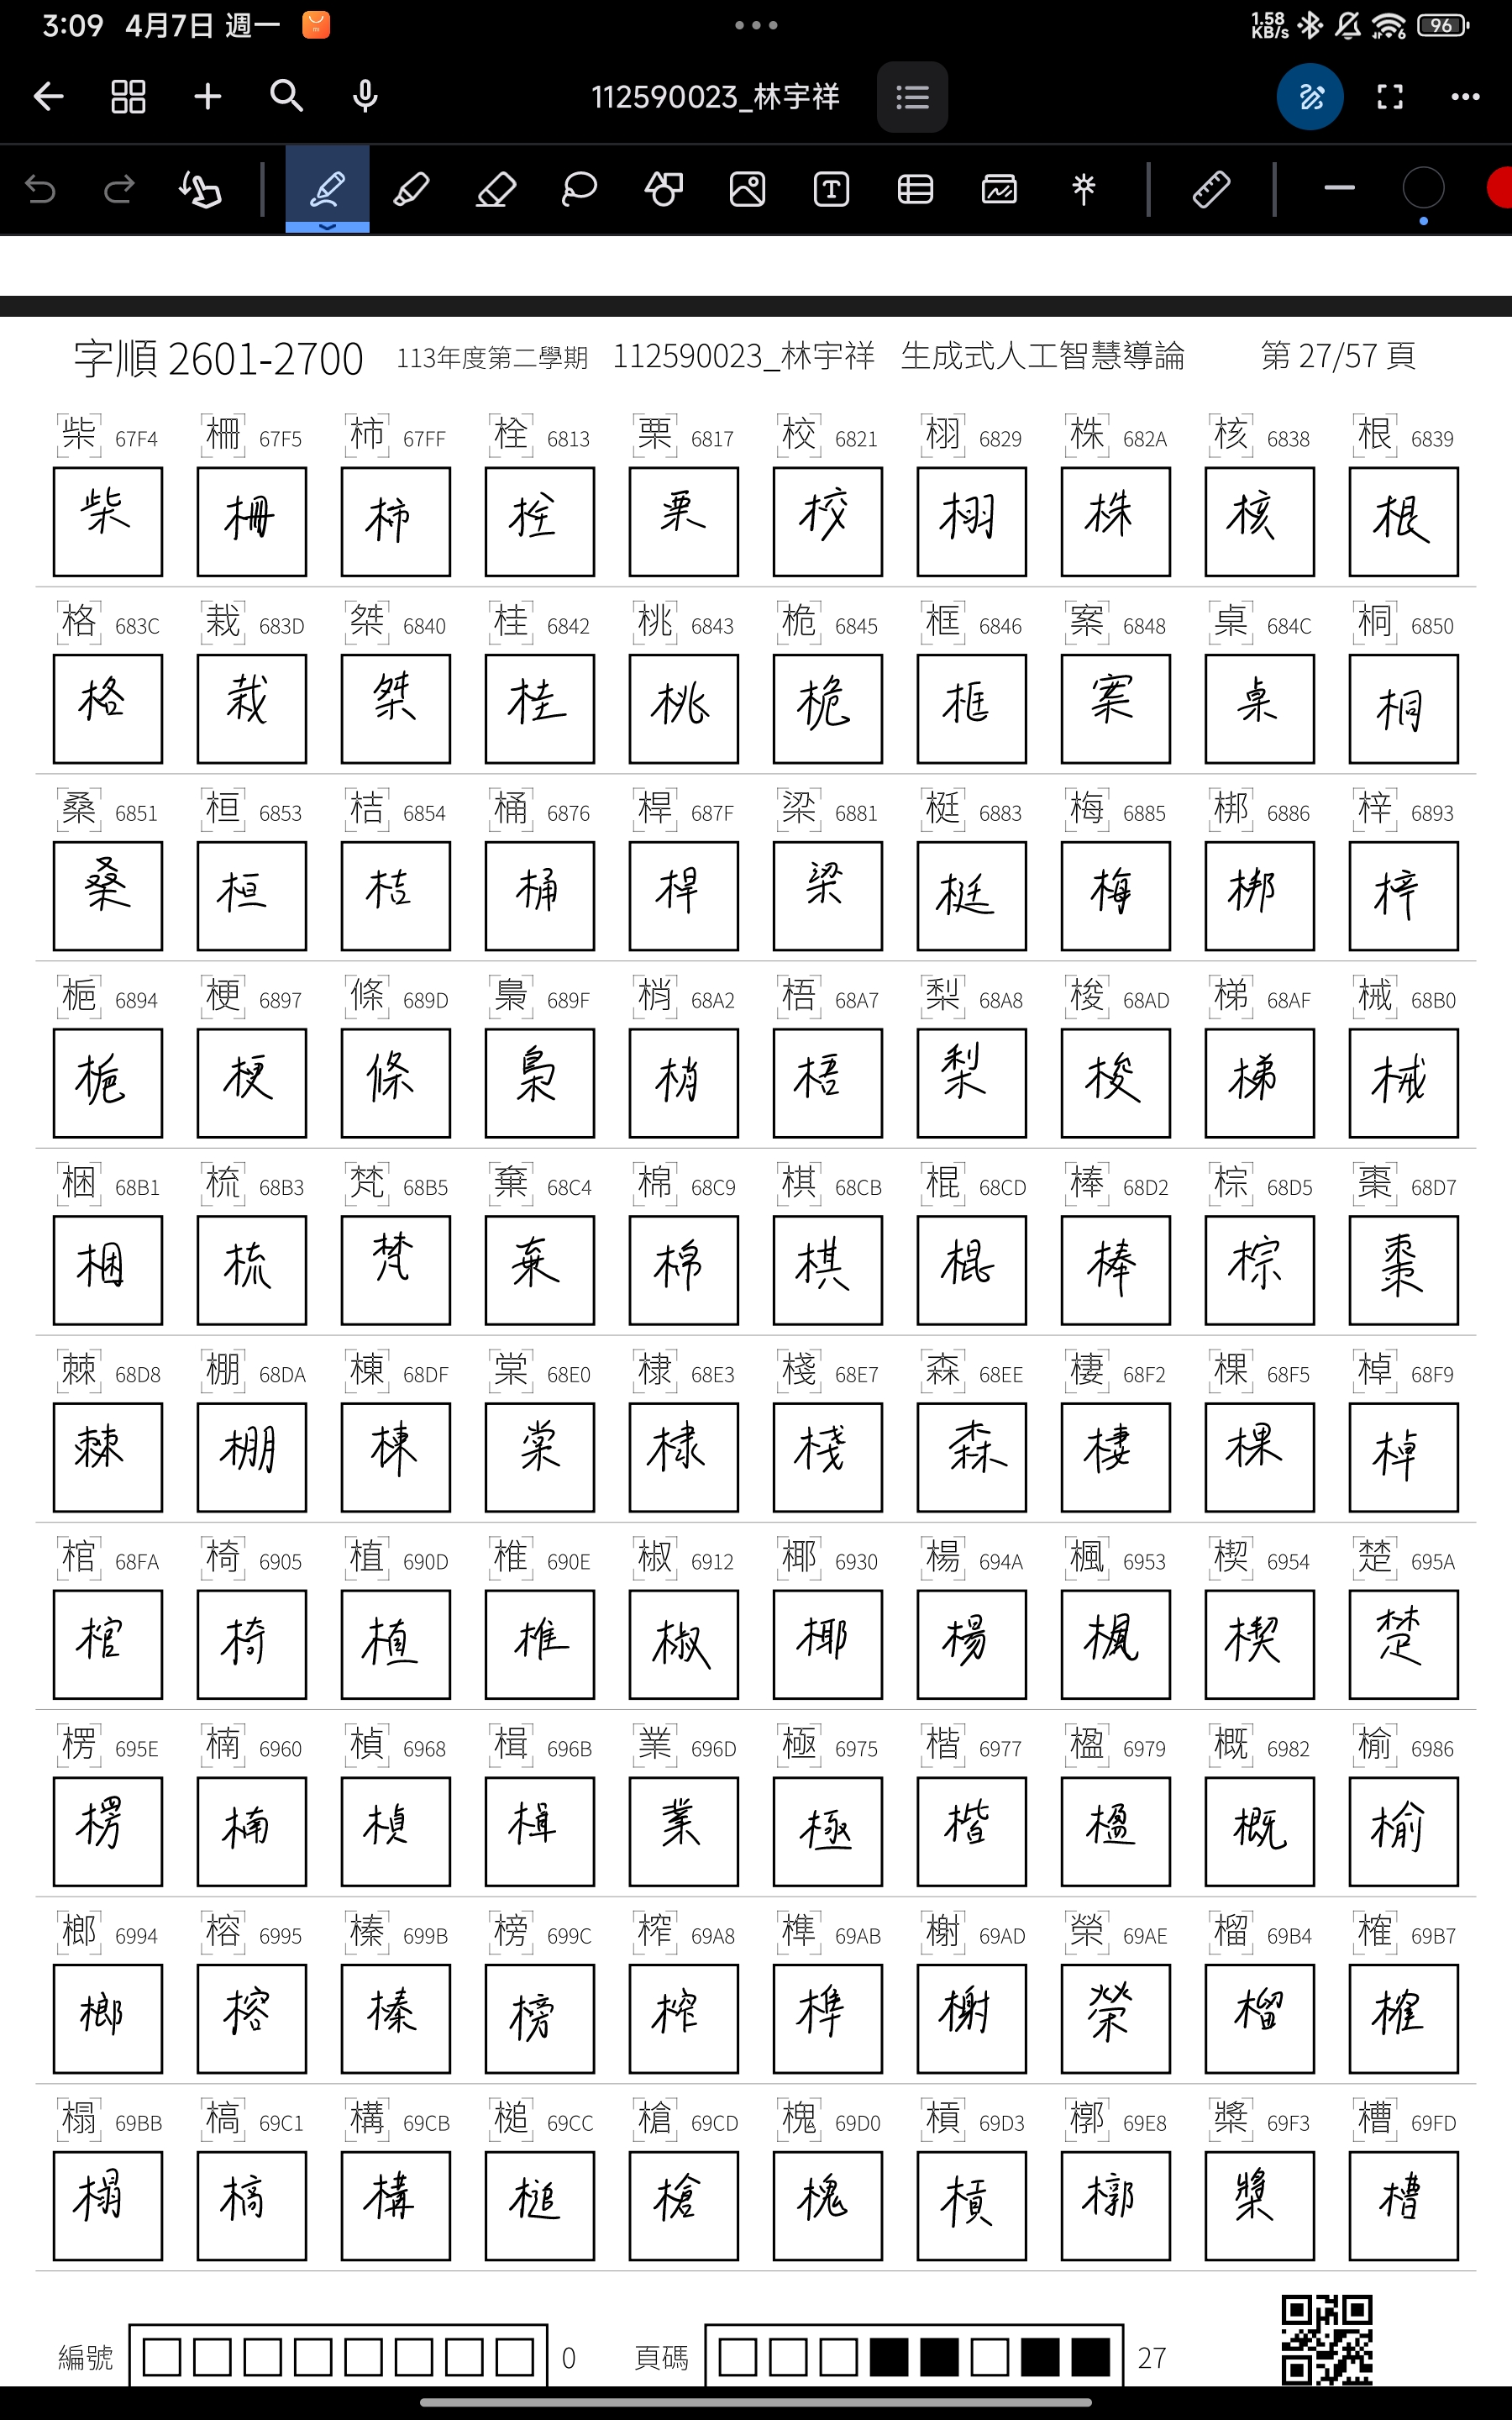 3:09 4月7日 週一 1.58 KB/s 6 96
112590023_林宇祥
字順 2601-2700 113年度第二學期 112590023_林宇祥 生成式人工智慧導論 第 27/57 頁
柴 67F4 柵 67F5 柿 67FF 栓 6813 栗 6817 校 6821 栩 6829 株 682A 核 6838 根 6839
柴 柵 柿 栓 栗 校 栩 株 核 根
格 683C 栽 683D 桀 6840 桂 6842 桃 6843 桅 6845 框 6846 案 6848 桌 684C 桐 6850
格 栽 桀 桂 桃 桅 框 案 桌 桐
桑 6851 桓 6853 桔 6854 桶 6876 桿 687F 梁 6881 梃 6883 梅 6885 梆 6886 梓 6893
桑 桓 桔 桶 桿 梁 梃 梅 梆 梓
梔 6894 梗 6897 條 689D 梟 689F 梢 68A2 梧 68A7 梨 68A8 梭 68AD 梯 68AF 械 68B0
梔 梗 條 梟 梢 梧 梨 梭 梯 械
梱 68B1 梳 68B3 梵 68B5 棄 68C4 棉 68C9 棋 68CB 棍 68CD 棒 68D2 棕 68D5 棗 68D7
梱 梳 梵 棄 棉 棋 棍 棒 棕 棗
棘 68D8 棚 68DA 棟 68DF 棠 68E0 棣 68E3 棧 68E7 森 68EE 棲 68F2 棵 68F5 棹 68F9
棘 棚 棟 棠 棣 棧 森 棲 棵 棹
棺 68FA 椅 6905 植 690D 椎 690E 椒 6912 椰 6930 楊 694A 楓 6953 楔 6954 楚 695A
棺 椅 植 椎 椒 椰 楊 楓 楔 楚
楞 695E 楠 6960 楨 6968 楫 696B 業 696D 極 6975 楷 6977 楹 6979 概 6982 榆 6986
楞 楠 楨 楫 業 極 楷 楹 概 榆
榔 6994 榕 6995 榛 699B 榜 699C 榨 69A8 榫 69AB 榭 69AD 榮 69AE 榴 69B4 榷 69B7
榔 榕 榛 榜 榨 榫 榭 榮 榴 榷
榻 69BB 槁 69C1 構 69CB 槌 69CC 槍 69CD 槐 69D0 槓 69D3 槨 69E8 槳 69F3 槽 69FD
榻 槁 構 槌 槍 槐 槓 槨 槳 槽
編號 0 頁碼 27